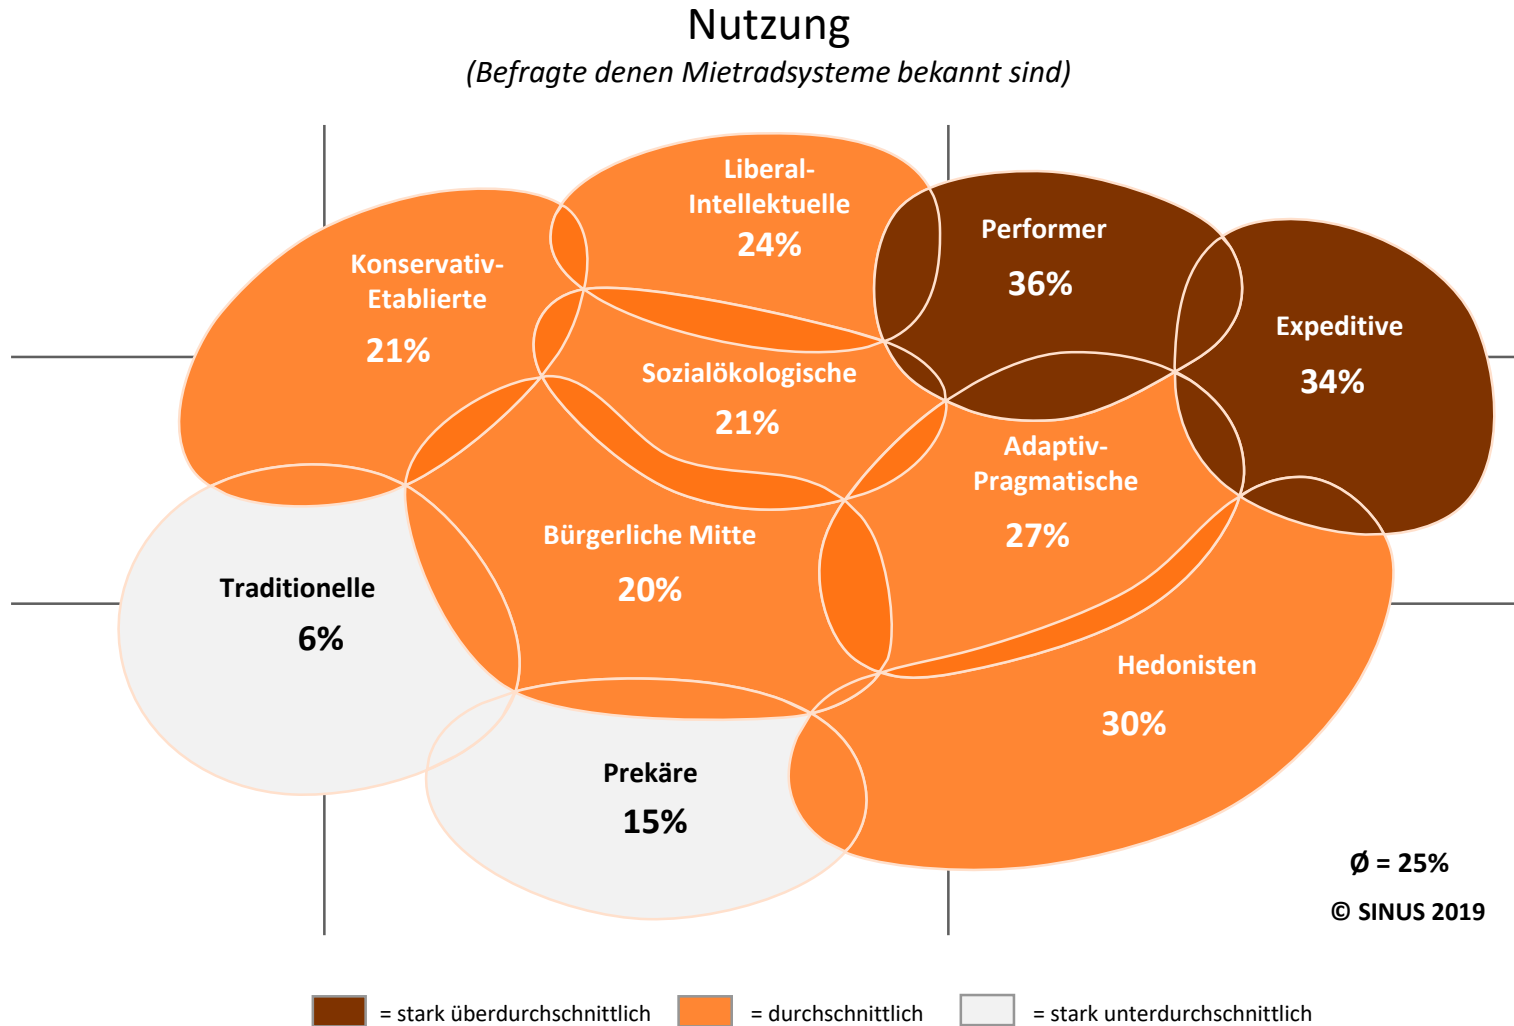 Nutzung
(Befragte denen Mietradsysteme bekannt sind)
Liberal-
Intellektuelle
24%
Performer
36%
Konservativ-
Etablierte
21%
Expeditive
34%
Sozialökologische
21%
Adaptiv-
Pragmatische
27%
Bürgerliche Mitte
20%
Traditionelle
6%
Hedonisten
30%
Prekäre
15%
Ø = 25%
© SINUS 2019
= stark überdurchschnittlich
= durchschnittlich
= stark unterdurchschnittlich